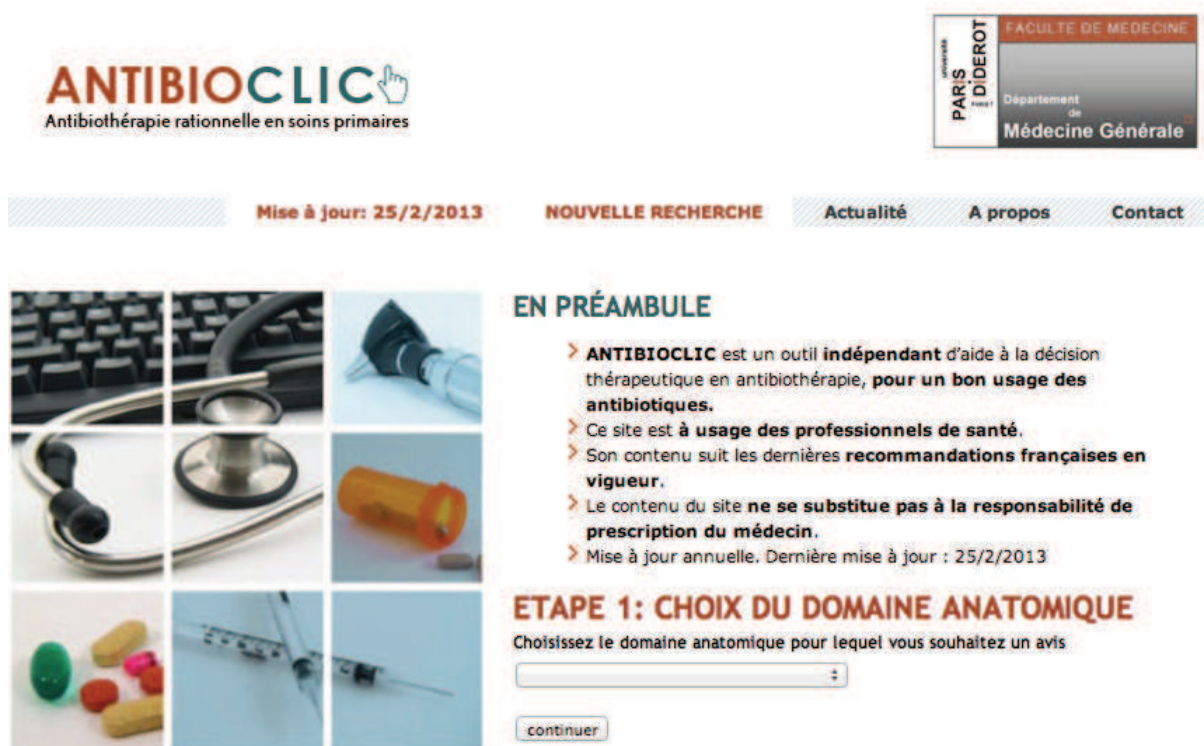 ANTIBIOCLIC
Antibiothérapie rationnelle en soins primaires
université
PARIS
DIDEROT
PARIS 7
FACULTE DE MEDECINE
Département
de
Médecine Générale
Mise à jour: 25/2/2013
NOUVELLE RECHERCHE
Actualité
A propos
Contact
EN PRÉAMBULE
ANTIBIOCLIC est un outil indépendant d'aide à la décision
thérapeutique en antibiothérapie, pour un bon usage des
antibiotiques.
Ce site est à usage des professionnels de santé.
Son contenu suit les dernières recommandations françaises en
vigueur.
Le contenu du site ne se substitue pas à la responsabilité de
prescription du médecin.
Mise à jour annuelle. Dernière mise à jour : 25/2/2013
ETAPE 1: CHOIX DU DOMAINE ANATOMIQUE
Choisissez le domaine anatomique pour lequel vous souhaitez un avis
continuer